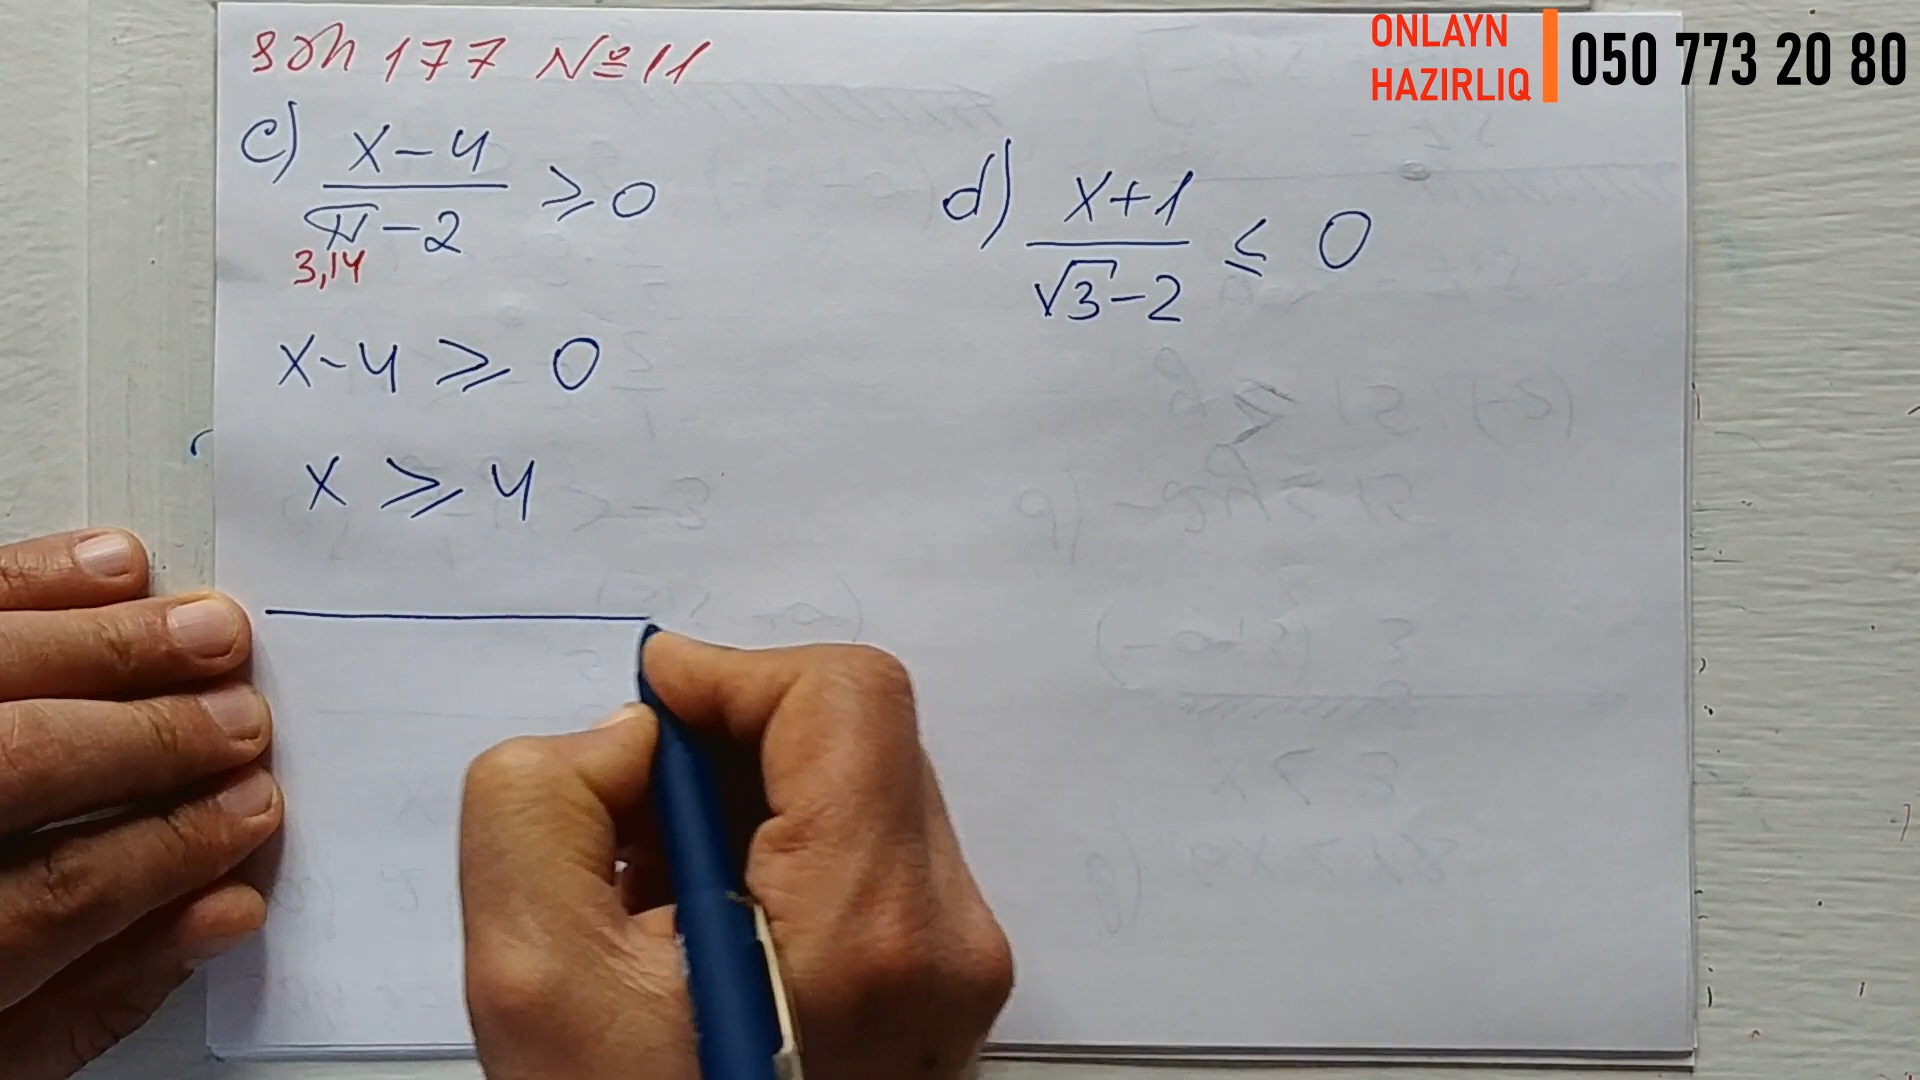 səh 177 №11
c) x-4 / π-2 ≥ 0
3,14
x-4 ≥ 0
x ≥ 4
d) x+1 / √3-2 ≤ 0
ONLAYN
HAZIRLIQ
050 773 20 80